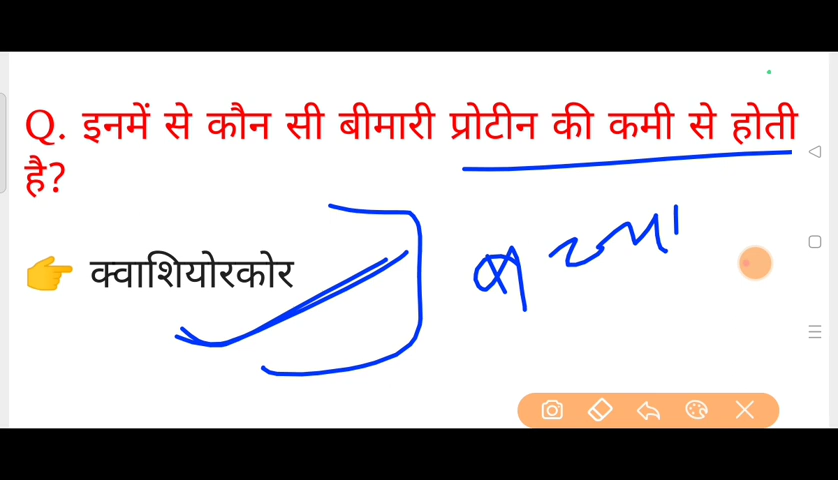 Q. इनमें से कौन सी बीमारी प्रोटीन की कमी से होती
है?
👉 क्वाशियोरकोर